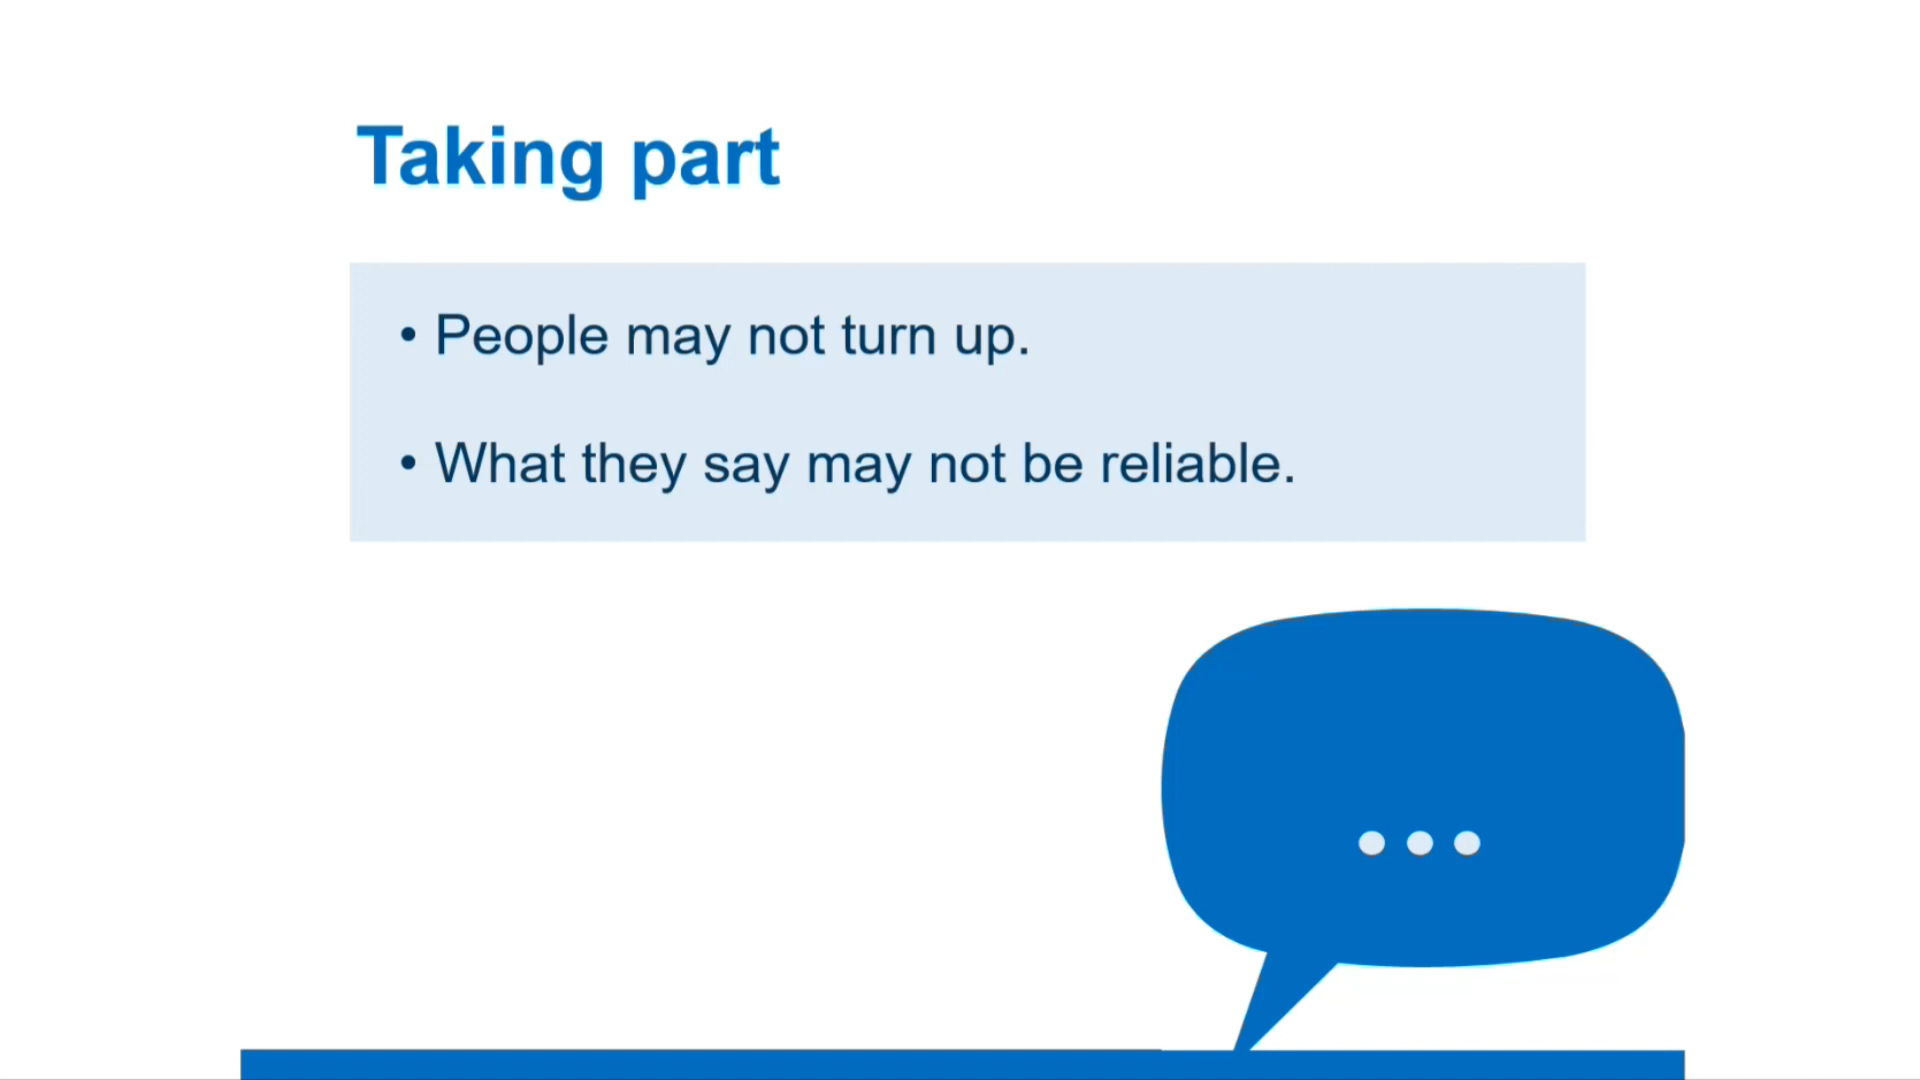 Taking part
• People may not turn up.
• What they say may not be reliable.